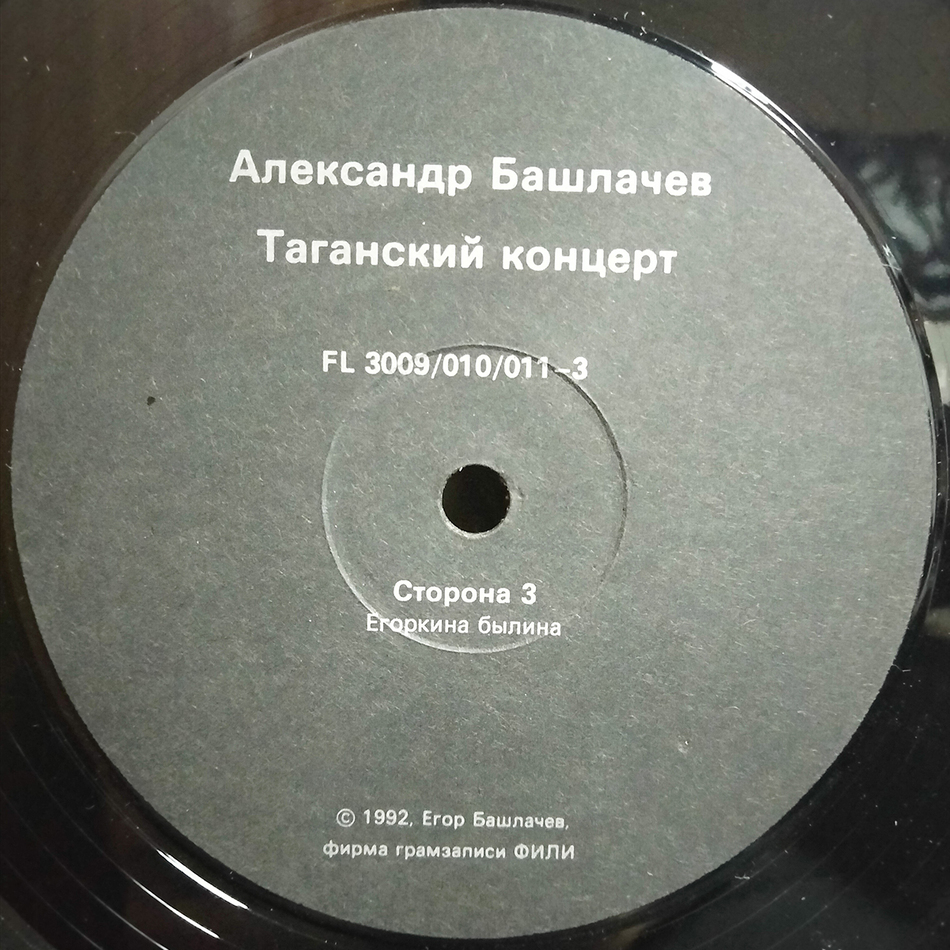 Александр Башлачев
Таганский концерт
FL 3009/010/011-3
Сторона 3
Егоркина былина
© 1992, Егор Башлачев,
фирма грамзаписи ФИЛИ